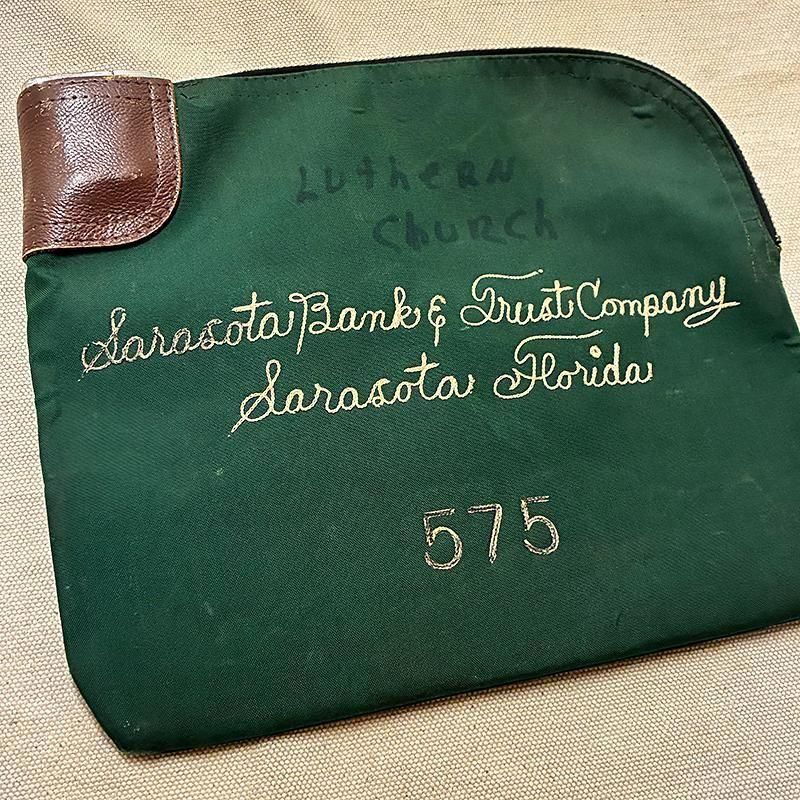 LuthERN
ChuRCh
Sarasota Bank & Trust Company
Sarasota Florida
575